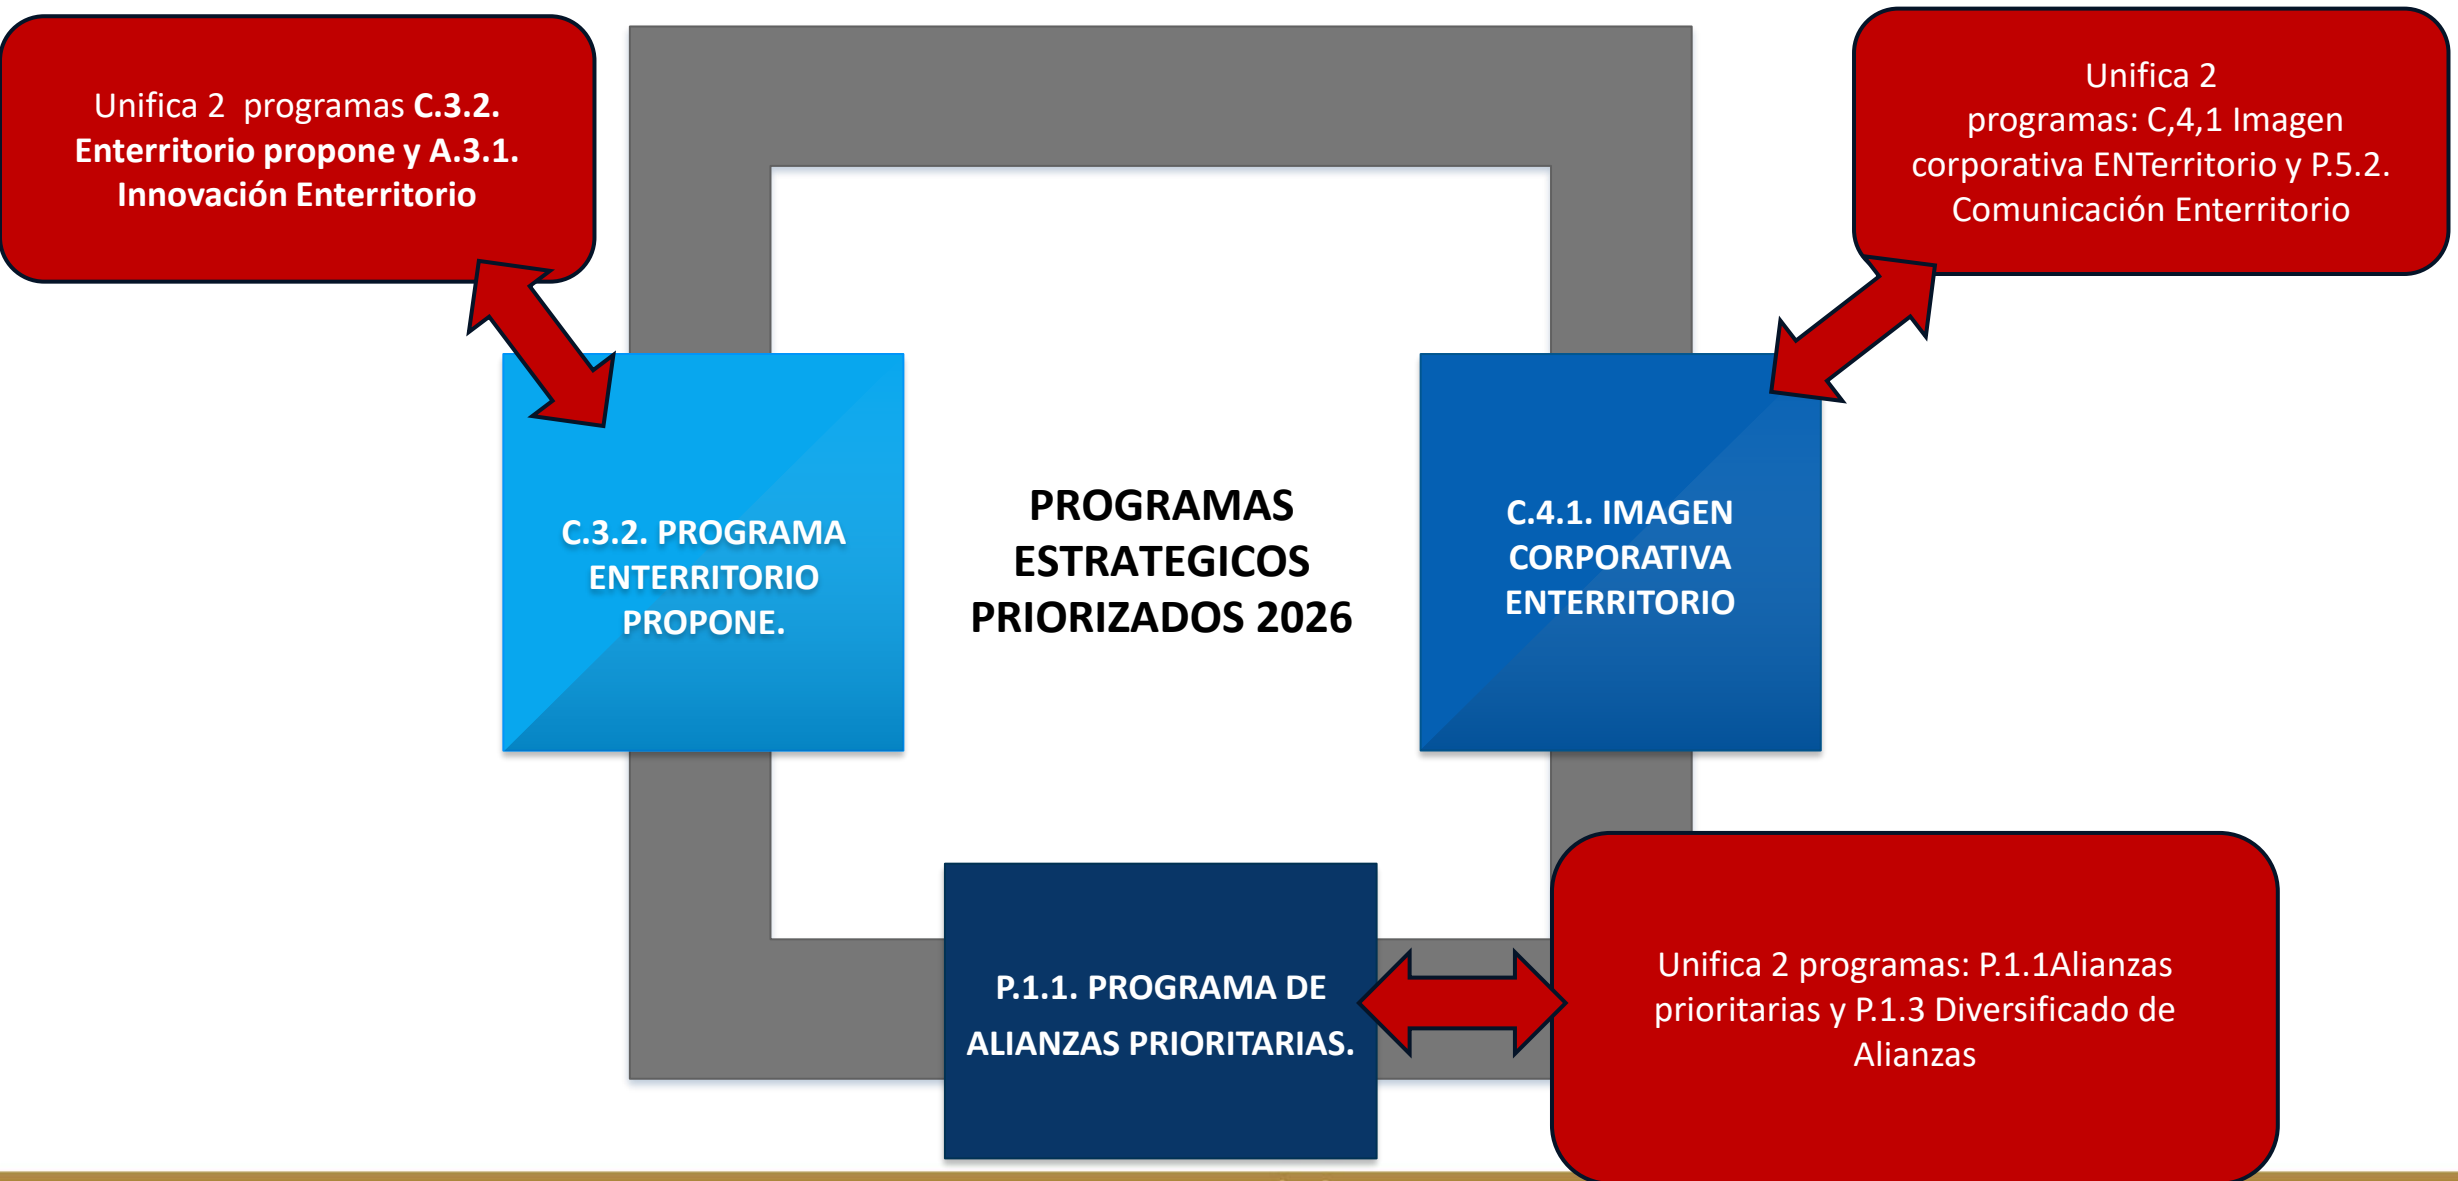 Unifica 2  programas C.3.2.
Enterritorio propone y A.3.1.
Innovación Enterritorio
Unifica 2
programas: C,4,1 Imagen
corporativa ENTerritorio y P.5.2.
Comunicación Enterritorio
C.3.2. PROGRAMA
ENTERRITORIO
PROPONE.
PROGRAMAS
ESTRATEGICOS
PRIORIZADOS 2026
C.4.1. IMAGEN
CORPORATIVA
ENTERRITORIO
P.1.1. PROGRAMA DE
ALIANZAS PRIORITARIAS.
Unifica 2 programas: P.1.1Alianzas
prioritarias y P.1.3 Diversificado de
Alianzas